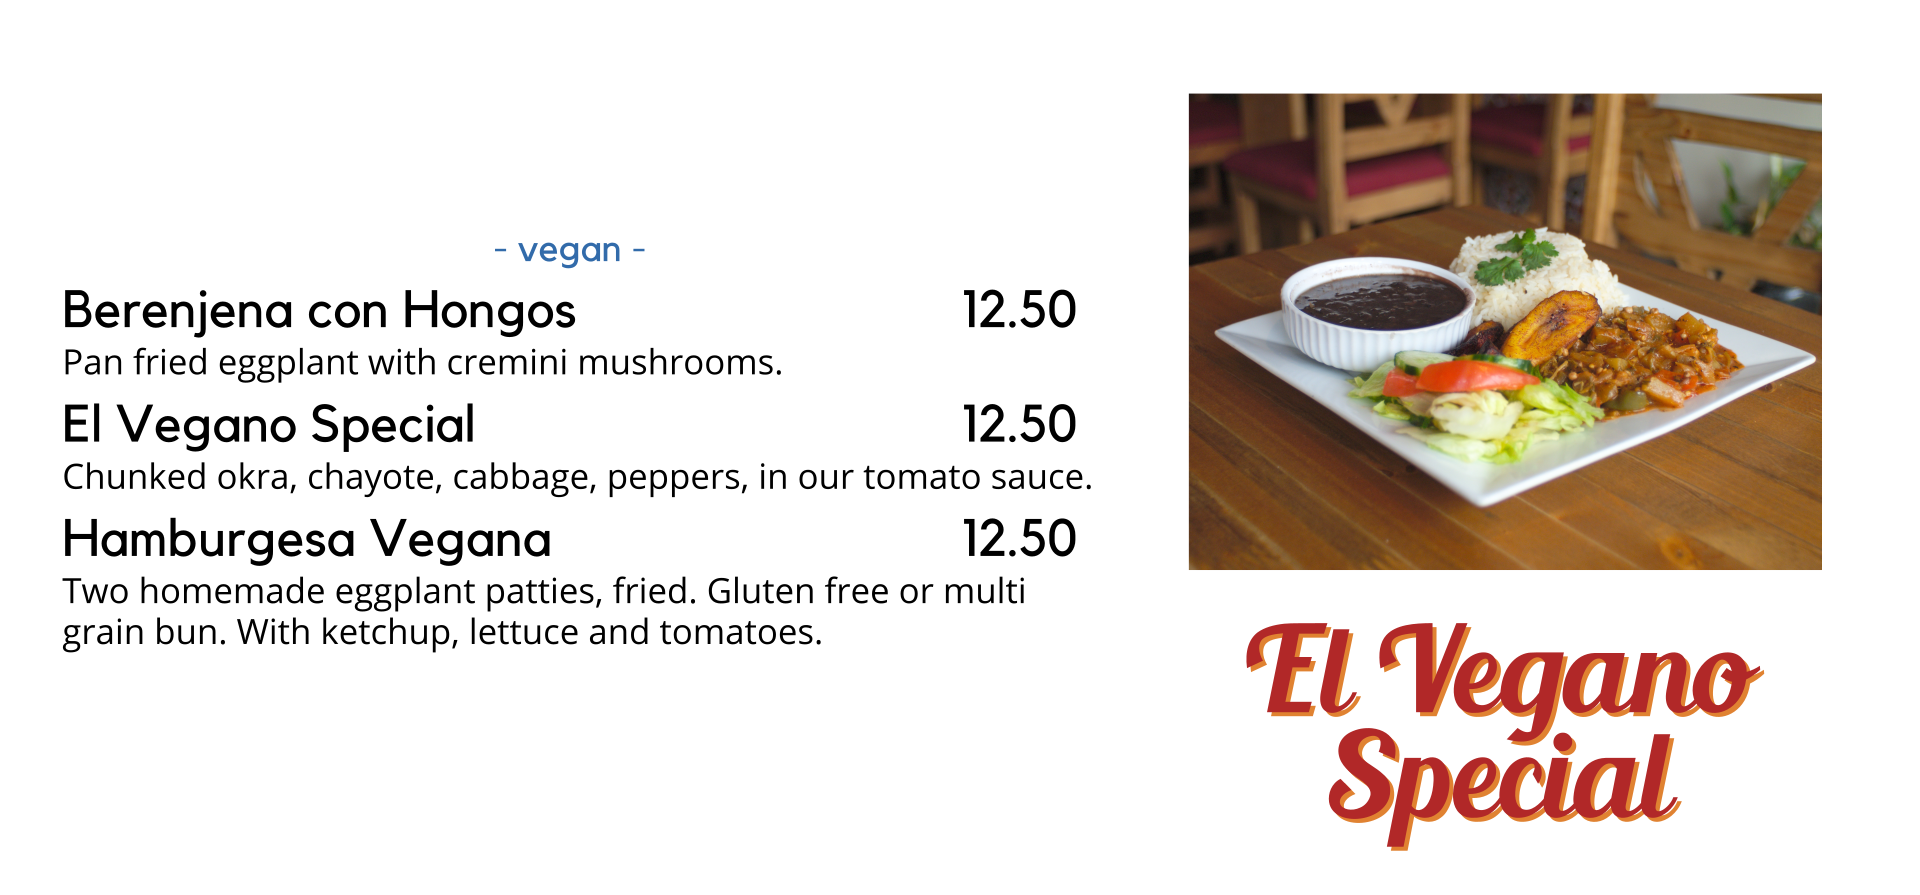 - vegan -
Berenjena con Hongos 12.50
Pan fried eggplant with cremini mushrooms.
El Vegano Special 12.50
Chunked okra, chayote, cabbage, peppers, in our tomato sauce.
Hamburgesa Vegana 12.50
Two homemade eggplant patties, fried. Gluten free or multi
grain bun. With ketchup, lettuce and tomatoes.
El Vegano
Special